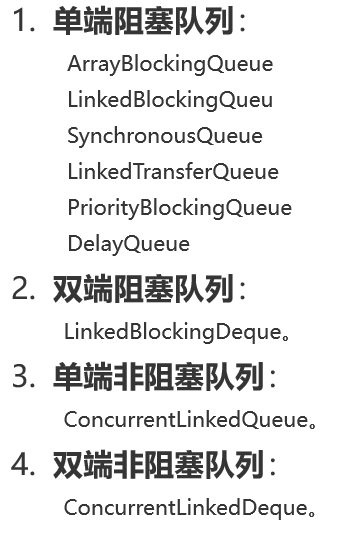 1. 单端阻塞队列：
ArrayBlockingQueue
LinkedBlockingQueu
SynchronousQueue
LinkedTransferQueue
PriorityBlockingQueue
DelayQueue
2. 双端阻塞队列：
LinkedBlockingDeque。
3. 单端非阻塞队列：
ConcurrentLinkedQueue。
4. 双端非阻塞队列：
ConcurrentLinkedDeque。